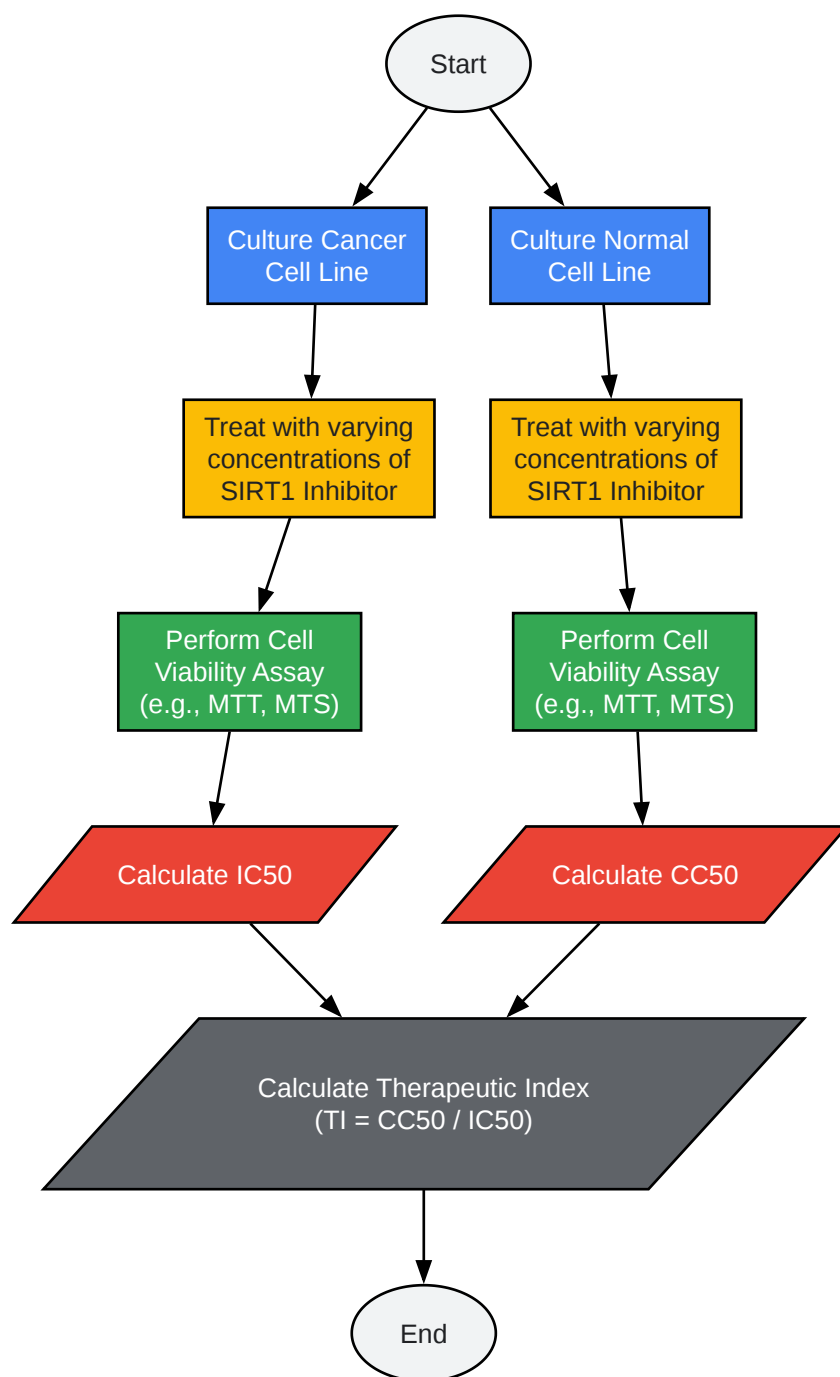 Start
Culture Cancer
Cell Line
Culture Normal
Cell Line
Treat with varying
concentrations of
SIRT1 Inhibitor
Treat with varying
concentrations of
SIRT1 Inhibitor
Perform Cell
Viability Assay
(e.g., MTT, MTS)
Perform Cell
Viability Assay
(e.g., MTT, MTS)
Calculate IC50
Calculate CC50
Calculate Therapeutic Index
(TI = CC50 / IC50)
End